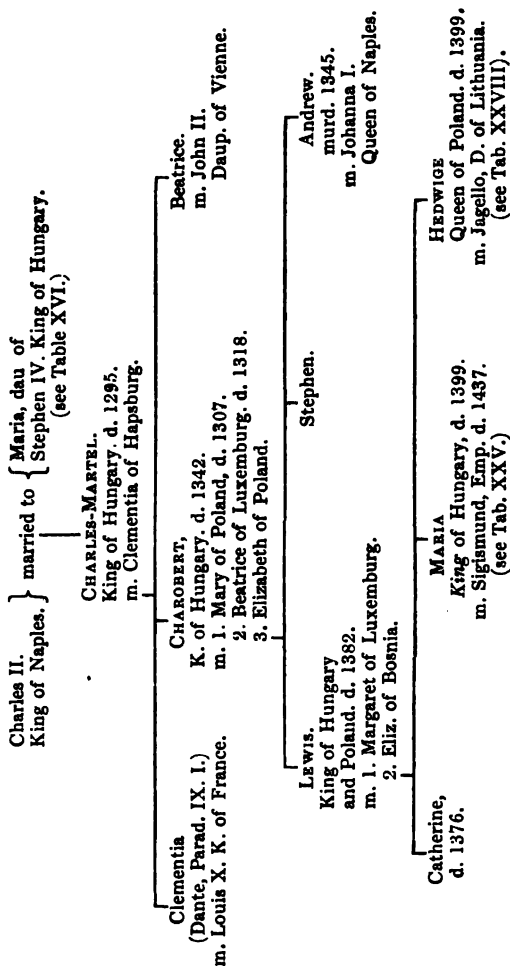 Charles II.
King of Naples.
married to
Maria, dau of
Stephen IV. King of Hungary.
(see Table XVI.)
CHARLES-MARTEL.
King of Hungary. d. 1295.
m. Clementia of Hapsburg.
Clementia
(Dante, Parad. IX. I.)
m. Louis X. K. of France.
CHAROBERT,
K. of Hungary. d. 1342.
m. 1. Mary of Poland, d. 1307.
2. Beatrice of Luxemburg. d. 1318.
3. Elizabeth of Poland.
Beatrice.
m. John II.
Daup. of Vienne.
LEWIS.
King of Hungary
and Poland. d. 1382.
m. 1. Margaret of Luxemburg.
2. Eliz. of Bosnia.
Stephen.
Andrew.
murd. 1345.
m. Johanna I.
Queen of Naples.
Catherine,
d. 1376.
MARIA
King of Hungary, d. 1399.
m. Sigismund, Emp. d. 1437.
(see Tab. XXV.)
HEDWIGE
Queen of Poland. d. 1399.
m. Jagello, D. of Lithuania.
(see Tab. XXVIII).